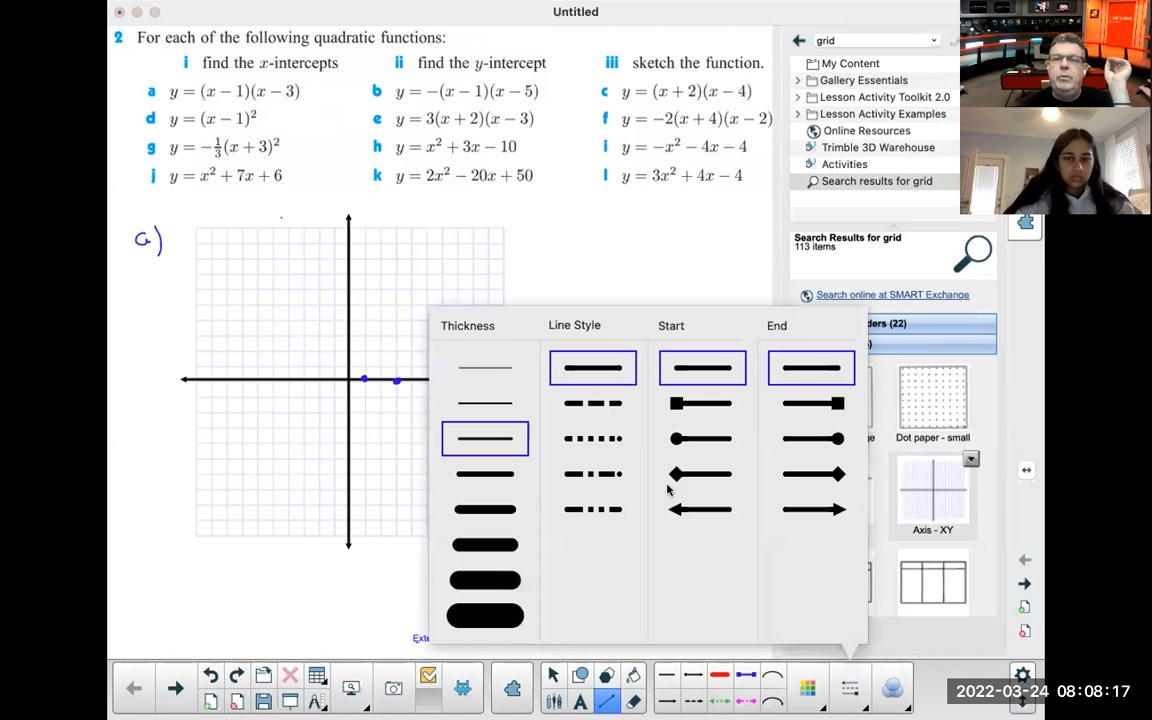 Untitled
2 For each of the following quadratic functions:
i find the x-intercepts ii find the y-intercept iii sketch the function.
a y = (x − 1)(x − 3) b y = −(x − 1)(x − 5) c y = (x + 2)(x − 4)
d y = (x − 1)² e y = 3(x + 2)(x − 3) f y = −2(x + 4)(x − 2)
g y = −⅓(x + 3)² h y = x² + 3x − 10 i y = −x² − 4x − 4
j y = x² + 7x + 6 k y = 2x² − 20x + 50 l y = 3x² + 4x − 4
a)
grid
My Content
Gallery Essentials
Lesson Activity Toolkit 2.0
Lesson Activity Examples
Online Resources
Trimble 3D Warehouse
Activities
Search results for grid
Search Results for grid
113 items
Search online at SMART Exchange
ders (22)
)
Dot paper - small
ge
Axis - XY
Thickness Line Style Start End
Exte
A
2022-03-24 08:08:17